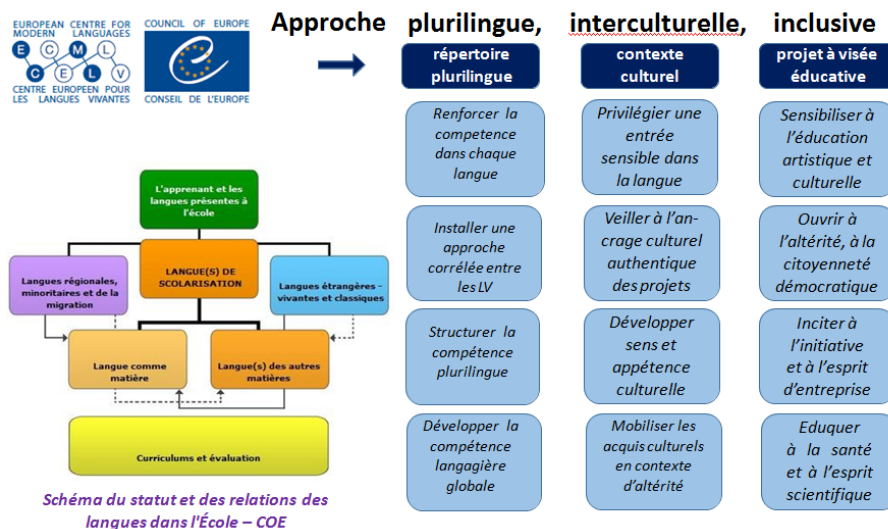 EUROPEAN CENTRE FOR
MODERN LANGUAGES
E C M L
C E L V
CENTRE EUROPEEN POUR
LES LANGUES VIVANTES
COUNCIL OF EUROPE
CONSEIL DE L'EUROPE
Approche plurilingue, interculturelle, inclusive
répertoire
plurilingue
Renforcer la
competence
dans chaque
langue
Installer une
approche
corrélée entre
les LV
Structurer la
compétence
plurilingue
Développer la
compétence
langagière
globale
contexte
culturel
Privilégier une
entrée
sensible dans
la langue
Veiller à l'an-
crage culturel
authentique
des projets
Développer
sens et
appétence
culturelle
Mobiliser les
acquis culturels
en contexte
d'altérité
projet à visée
éducative
Sensibiliser à
l'éducation
artistique et
culturelle
Ouvrir à
l'altérité, à la
citoyenneté
démocratique
Inciter à
l'initiative
et à l'esprit
d'entreprise
Eduquer
à la santé
et à l'esprit
scientifique
L'apprenant et les
langues présentes à
l'école
Langues régionales,
minoritaires et de la
migration
LANGUE(S) DE
SCOLARISATION
Langues étrangères -
vivantes et classiques
Langue comme
matière
Langue(s) des autres
matières
Curriculums et évaluation
Schéma du statut et des relations des
langues dans l'École – COE